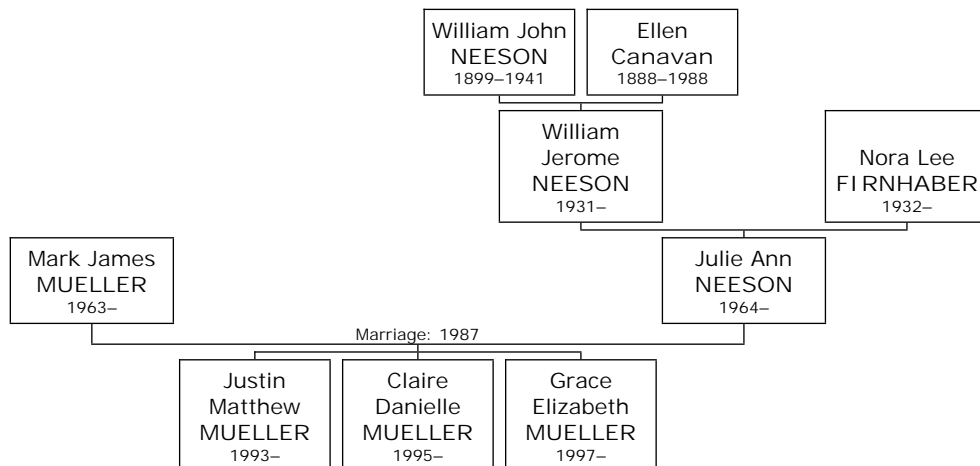 William John
NEESON
1899–1941
Ellen
Canavan
1888–1988
William
Jerome
NEESON
1931–
Nora Lee
FIRNHABER
1932–
Mark James
MUELLER
1963–
Julie Ann
NEESON
1964–
Marriage: 1987
Justin
Matthew
MUELLER
1993–
Claire
Danielle
MUELLER
1995–
Grace
Elizabeth
MUELLER
1997–